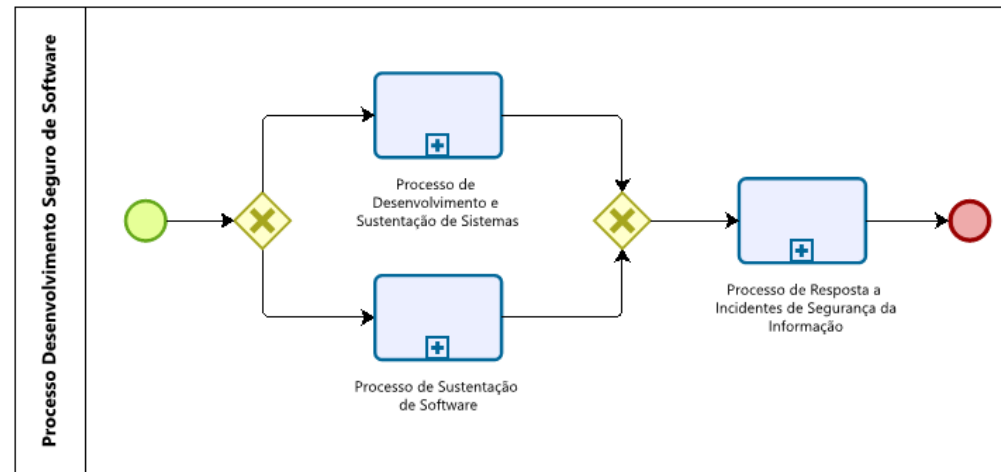 Processo Desenvolvimento Seguro de Software
Processo de
Desenvolvimento e
Sustentação de Sistemas
Processo de Sustentação
de Software
Processo de Resposta a
Incidentes de Segurança da
Informação